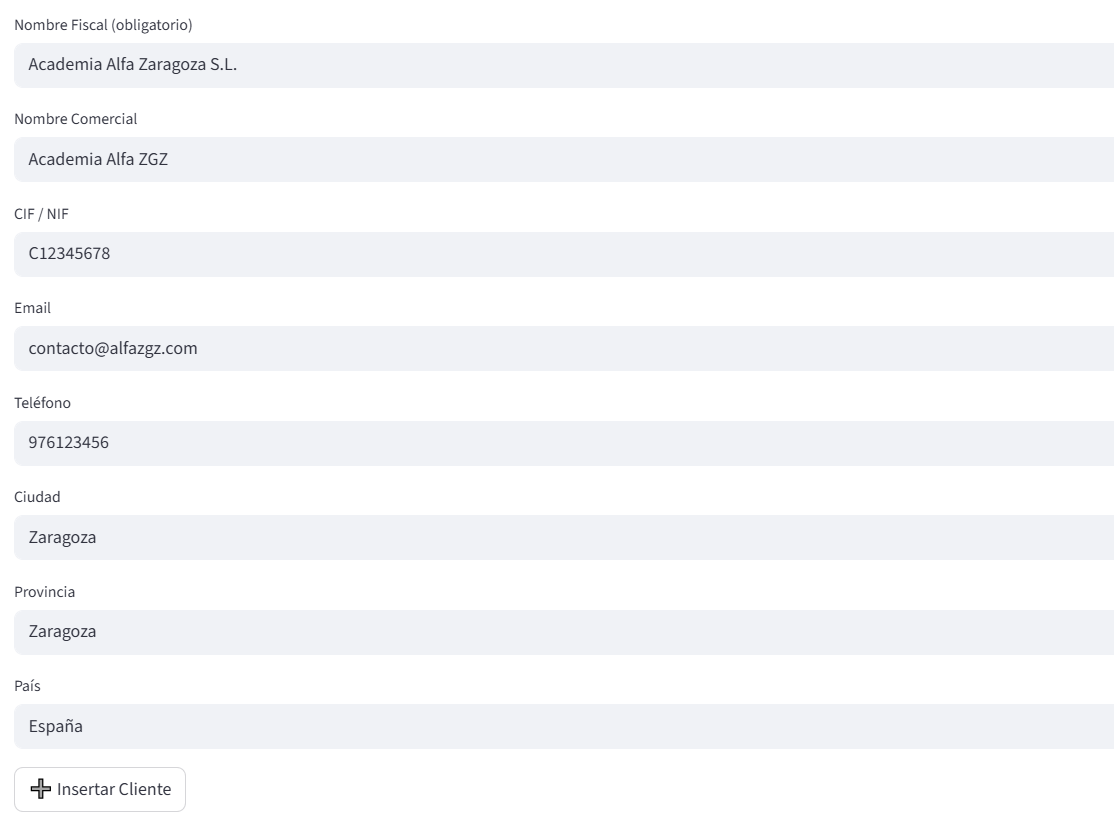 Nombre Fiscal (obligatorio)
Academia Alfa Zaragoza S.L.
Nombre Comercial
Academia Alfa ZGZ
CIF / NIF
C12345678
Email
contacto@alfazgz.com
Teléfono
976123456
Ciudad
Zaragoza
Provincia
Zaragoza
País
España
Insertar Cliente